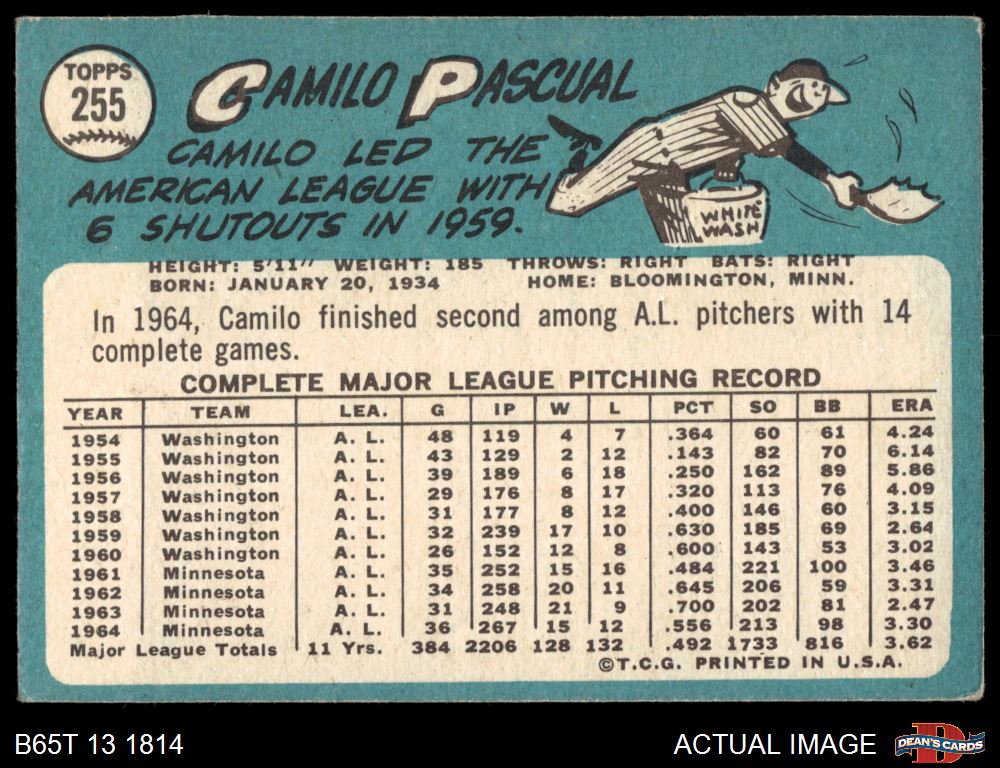 TOPPS
255
CAMILO PASCUAL
CAMILO LED THE
AMERICAN LEAGUE WITH
6 SHUTOUTS IN 1959.
WHITE
WASH
HEIGHT: 5'11" WEIGHT: 185 THROWS: RIGHT BATS: RIGHT
BORN: JANUARY 20, 1934 HOME: BLOOMINGTON, MINN.
In 1964, Camilo finished second among A.L. pitchers with 14
complete games.
COMPLETE MAJOR LEAGUE PITCHING RECORD
YEAR TEAM LEA. G IP W L PCT SO BB ERA
1954 Washington A. L. 48 119 4 7 .364 60 61 4.24
1955 Washington A. L. 43 129 2 12 .143 82 70 6.14
1956 Washington A. L. 39 189 6 18 .250 162 89 5.86
1957 Washington A. L. 29 176 8 17 .320 113 76 4.09
1958 Washington A. L. 31 177 8 12 .400 146 60 3.15
1959 Washington A. L. 32 239 17 10 .630 185 69 2.64
1960 Washington A. L. 26 152 12 8 .600 143 53 3.02
1961 Minnesota A. L. 35 252 15 16 .484 221 100 3.46
1962 Minnesota A. L. 34 258 20 11 .645 206 59 3.31
1963 Minnesota A. L. 31 248 21 9 .700 202 81 2.47
1964 Minnesota A. L. 36 267 15 12 .556 213 98 3.30
Major League Totals 11 Yrs. 384 2206 128 132 .492 1733 816 3.62
©T.C.G. PRINTED IN U.S.A.
B65T 13 1814
ACTUAL IMAGE
D
DEAN'S CARDS